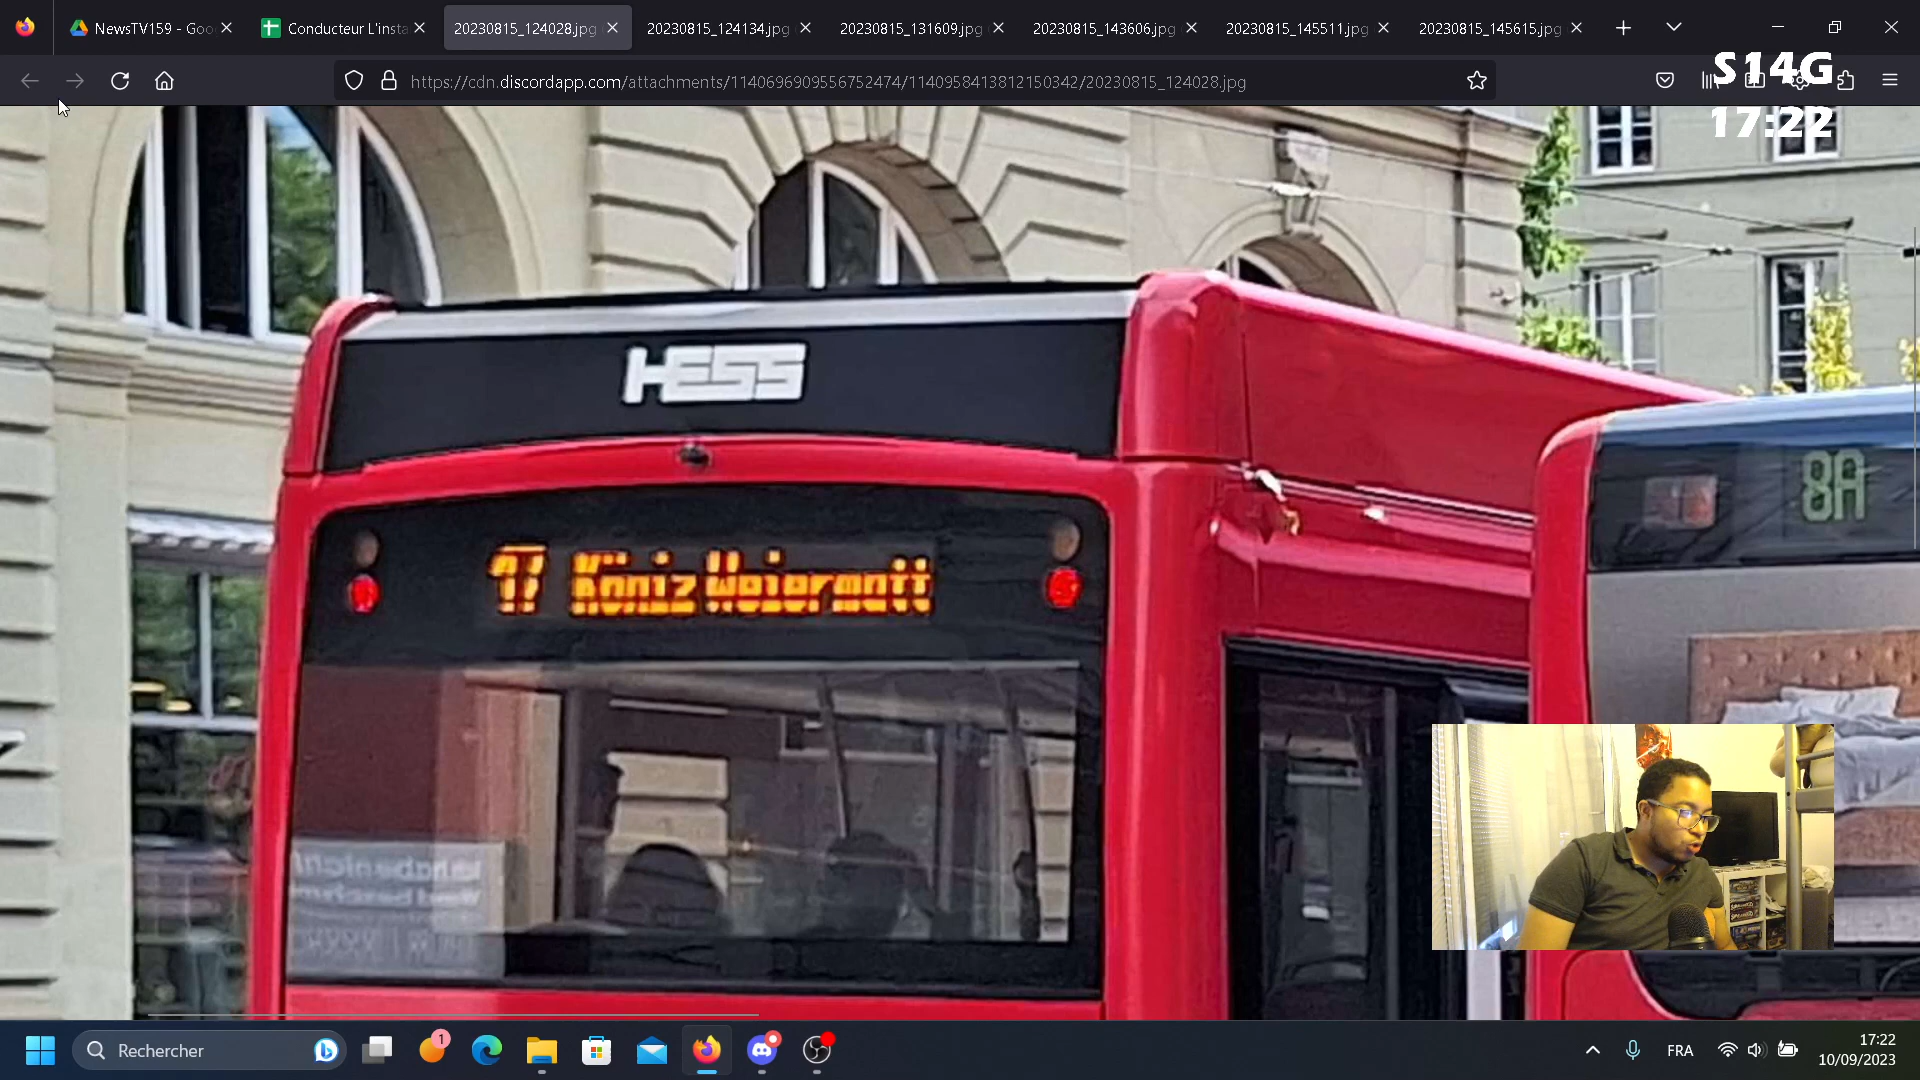 NewsTV159 - Goo
Conducteur L'insta
20230815_124028.jpg
20230815_124134.jpg
20230815_131609.jpg
20230815_143606.jpg
20230815_145511.jpg
20230815_145615.jpg
https://cdn.discordapp.com/attachments/1140696909556752474/1140958413812150342/20230815_124028.jpg
S14G
17:22
HESS
8A
17 Köniz Weiermatt
Rechercher
1
FRA
17:22
10/09/2023